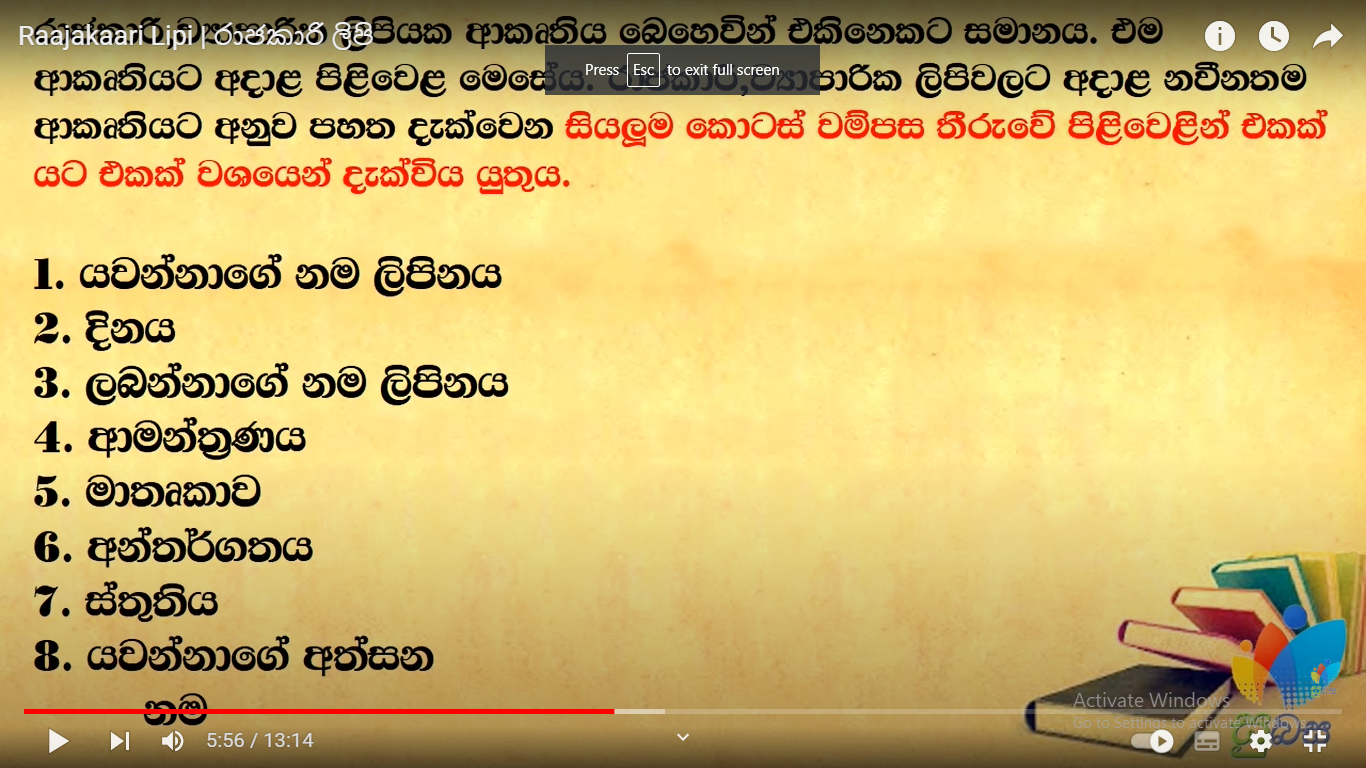 Raajakaari Lipi | රාජකාරි ලිපි
ලිපියක ආකෘතිය බෙහෙවින් එකිනෙකට සමානය. එම
Press Esc to exit full screen
ආකෘතියට අදාළ පිළිවෙළ මෙසේය. රාජකාරි,ව්‍යාපාරික ලිපිවලට අදාළ නවීනතම
ආකෘතියට අනුව පහත දැක්වෙන සියලූම කොටස් වම්පස තීරුවේ පිළිවෙළින් එකක්
යට එකක් වශයෙන් දැක්විය යුතුය.
1. යවන්නාගේ නම ලිපිනය
2. දිනය
3. ලබන්නාගේ නම ලිපිනය
4. ආමන්ත්‍රණය
5. මාතෘකාව
6. අන්තර්ගතය
7. ස්තුතිය
8. යවන්නාගේ අත්සන
නම
Activate Windows
Go to Settings to activate Windows.
5:56 / 13:14